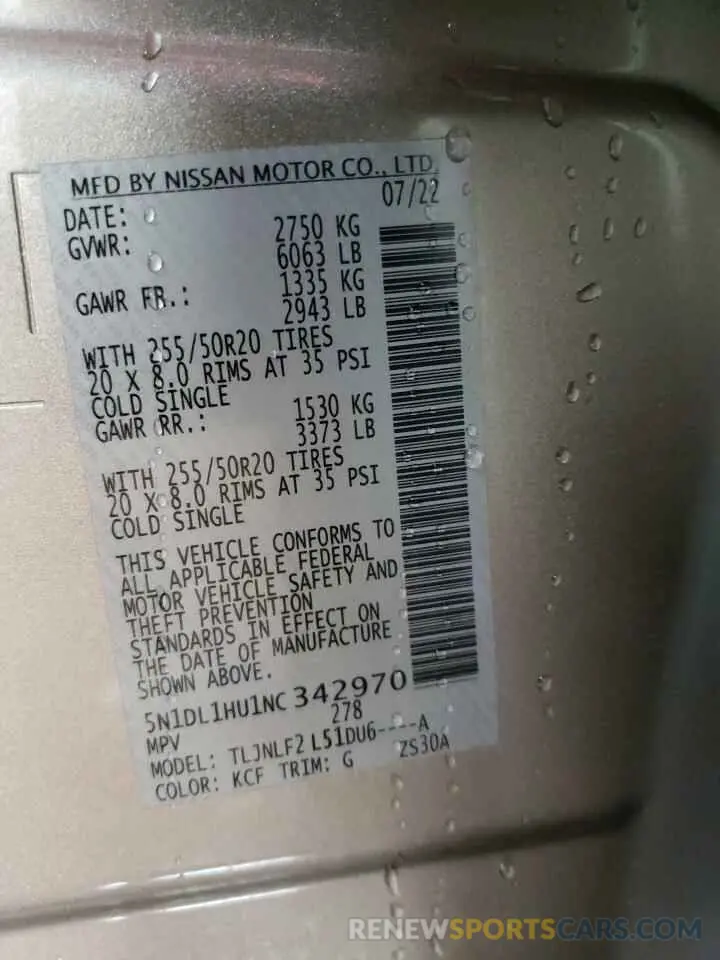 MFD BY NISSAN MOTOR CO., LTD.
DATE: 07/22
GVWR: 2750 KG
6063 LB
GAWR FR.: 1335 KG
2943 LB
WITH 255/50R20 TIRES
20 X 8.0 RIMS AT 35 PSI
COLD SINGLE
GAWR RR.: 1530 KG
3373 LB
WITH 255/50R20 TIRES
20 X 8.0 RIMS AT 35 PSI
COLD SINGLE
THIS VEHICLE CONFORMS TO
ALL APPLICABLE FEDERAL
MOTOR VEHICLE SAFETY AND
THEFT PREVENTION
STANDARDS IN EFFECT ON
THE DATE OF MANUFACTURE
SHOWN ABOVE.
5N1DL1HU1NC 342970
MPV 278
MODEL: TLJNLF2 L51DU6----A
COLOR: KCF TRIM: G ZS30A
RENEWSPORTSCARS.COM